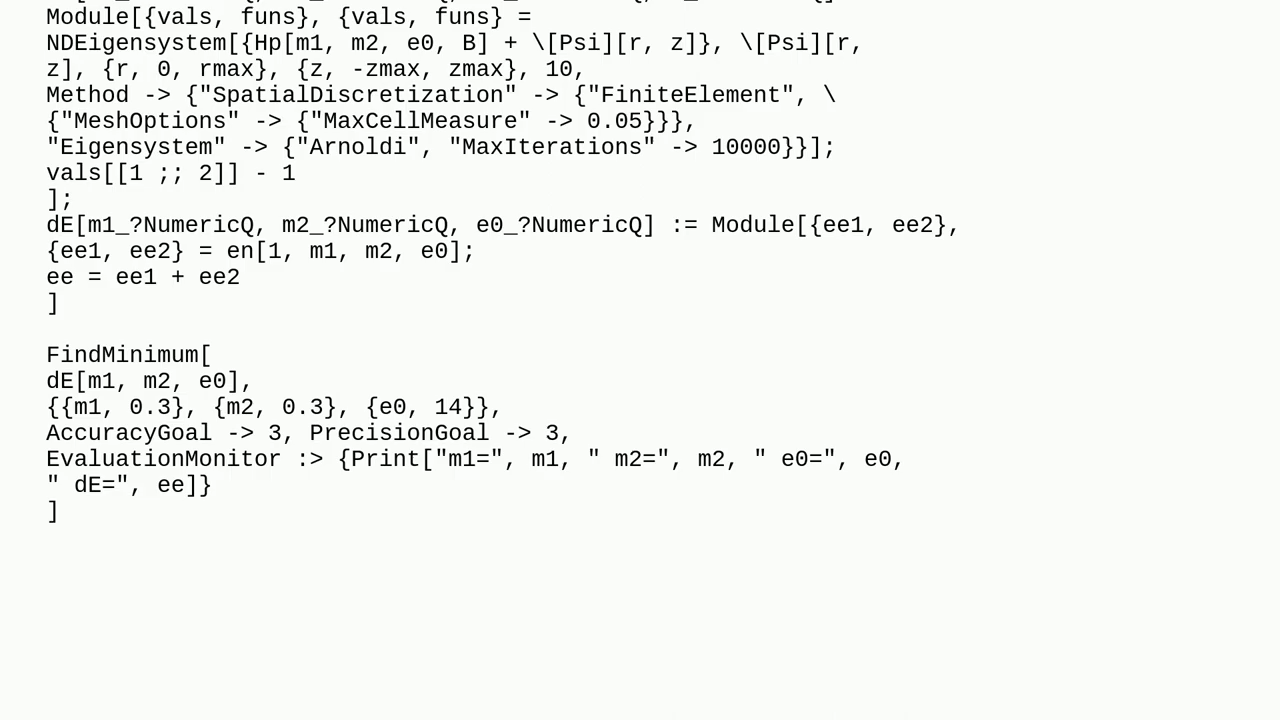 Module[{vals, funs}, {vals, funs} =
NDEigensystem[{Hp[m1, m2, e0, B] + \[Psi][r, z]}, \[Psi][r,
z], {r, 0, rmax}, {z, -zmax, zmax}, 10,
Method -> {"SpatialDiscretization" -> {"FiniteElement", \
{"MeshOptions" -> {"MaxCellMeasure" -> 0.05}}},
"Eigensystem" -> {"Arnoldi", "MaxIterations" -> 10000}}];
vals[[1 ;; 2]] - 1
];
dE[m1_?NumericQ, m2_?NumericQ, e0_?NumericQ] := Module[{ee1, ee2},
{ee1, ee2} = en[1, m1, m2, e0];
ee = ee1 + ee2
]
FindMinimum[
dE[m1, m2, e0],
{{m1, 0.3}, {m2, 0.3}, {e0, 14}},
AccuracyGoal -> 3, PrecisionGoal -> 3,
EvaluationMonitor :> {Print["m1=", m1, " m2=", m2, " e0=", e0,
" dE=", ee]}
]